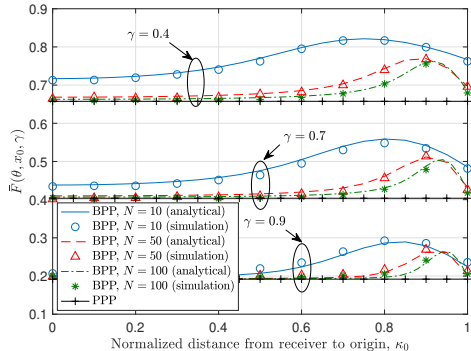 0.9
0.8
0.7
0.6
γ = 0.4
0.6
0.5
0.4
γ = 0.7
F̄(θ, x₀, γ)
0.3
0.2
0.1
γ = 0.9
BPP, N = 10 (analytical)
BPP, N = 10 (simulation)
BPP, N = 50 (analytical)
BPP, N = 50 (simulation)
BPP, N = 100 (analytical)
BPP, N = 100 (simulation)
PPP
0 0.2 0.4 0.6 0.8 1
Normalized distance from receiver to origin, κ₀